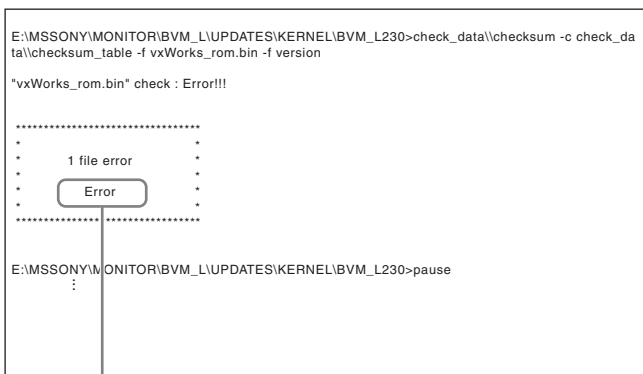 E:\MSSONY\MONITOR\BVM_L\UPDATES\KERNEL\BVM_L230>check_data\\checksum -c check_da
ta\\checksum_table -f vxWorks_rom.bin -f version
"vxWorks_rom.bin" check : Error!!!
*********************************
* *
* 1 file error *
* *
* Error *
* *
*********************************
E:\MSSONY\MONITOR\BVM_L\UPDATES\KERNEL\BVM_L230>pause
⋮